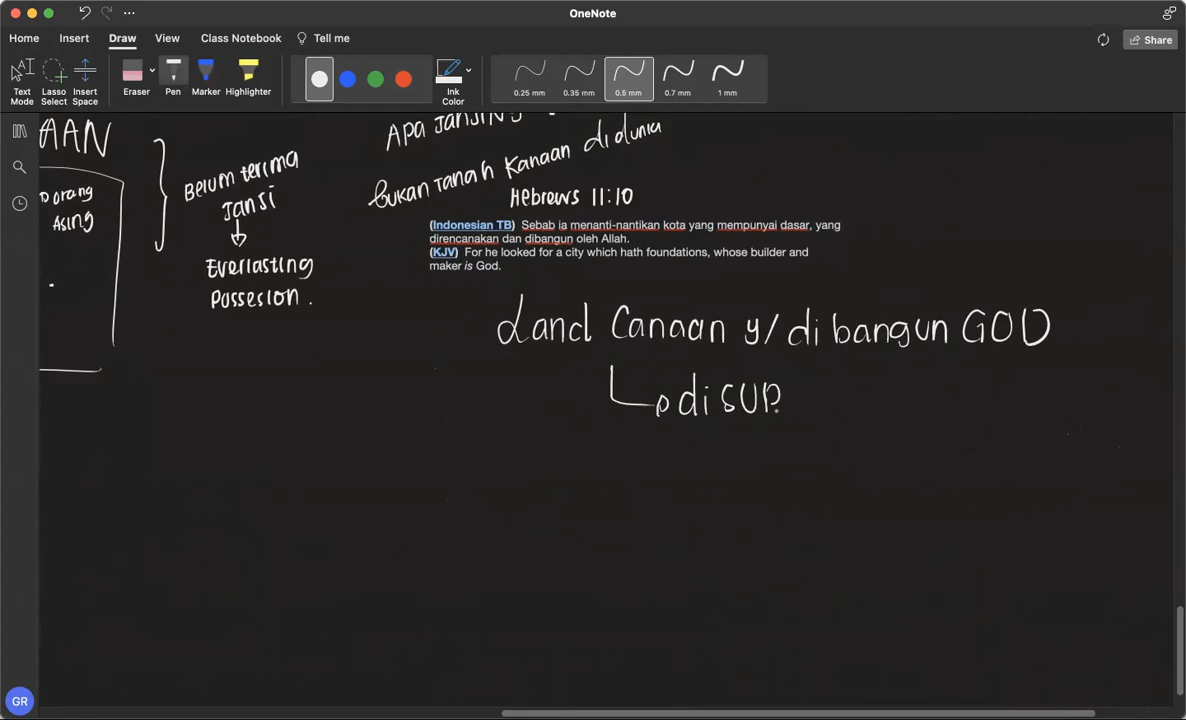 OneNote
Home Insert Draw View Class Notebook Tell me
Share
Text Mode
Lasso Select
Insert Space
Eraser
Pen
Marker
Highlighter
Ink Color
0.25 mm
0.35 mm
0.5 mm
0.7 mm
1 mm
AAN
orang
Asing
Belum terima
Janji
Everlasting
Possesion .
Apa
bukan Tanah Kanaan di dunia
Hebrews 11:10
(Indonesian TB) Sebab ia menanti-nantikan kota yang mempunyai dasar, yang
direncanakan dan dibangun oleh Allah.
(KJV) For he looked for a city which hath foundations, whose builder and
maker is God.
Land Canaan y/ di bangun GOD
di SUR
GR